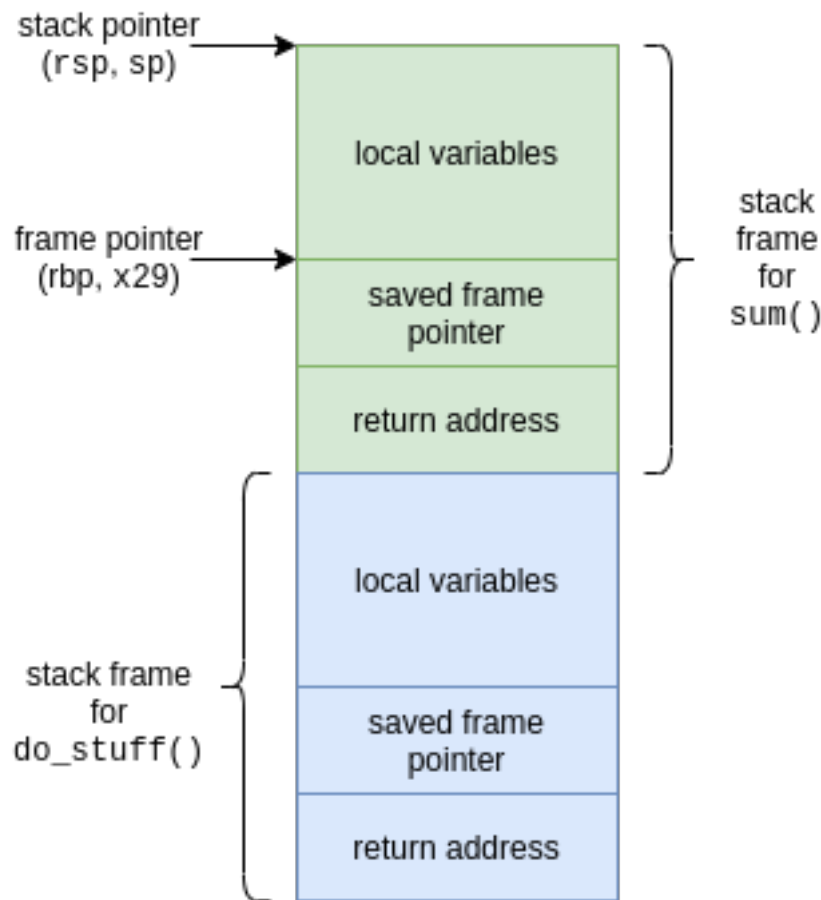 stack pointer
(rsp, sp)
local variables
frame pointer
(rbp, x29)
saved frame
pointer
return address
stack
frame
for
sum()
local variables
stack frame
for
do_stuff()
saved frame
pointer
return address